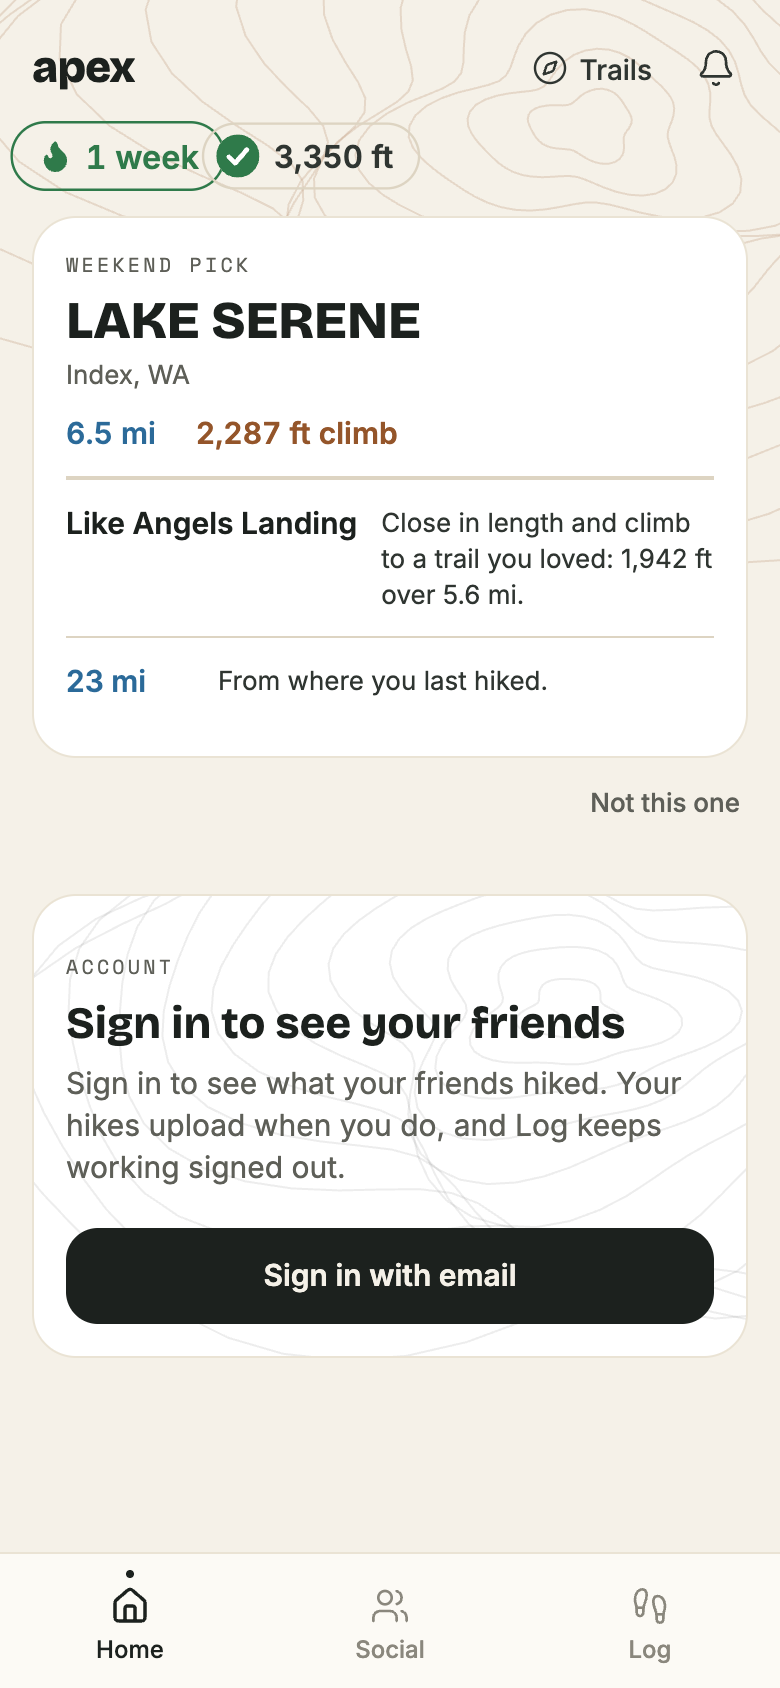 apex
Trails
1 week
3,350 ft
WEEKEND PICK
LAKE SERENE
Index, WA
6.5 mi 2,287 ft climb
Like Angels Landing
Close in length and climb
to a trail you loved: 1,942 ft
over 5.6 mi.
23 mi
From where you last hiked.
Not this one
ACCOUNT
Sign in to see your friends
Sign in to see what your friends hiked. Your
hikes upload when you do, and Log keeps
working signed out.
Sign in with email
Home
Social
Log